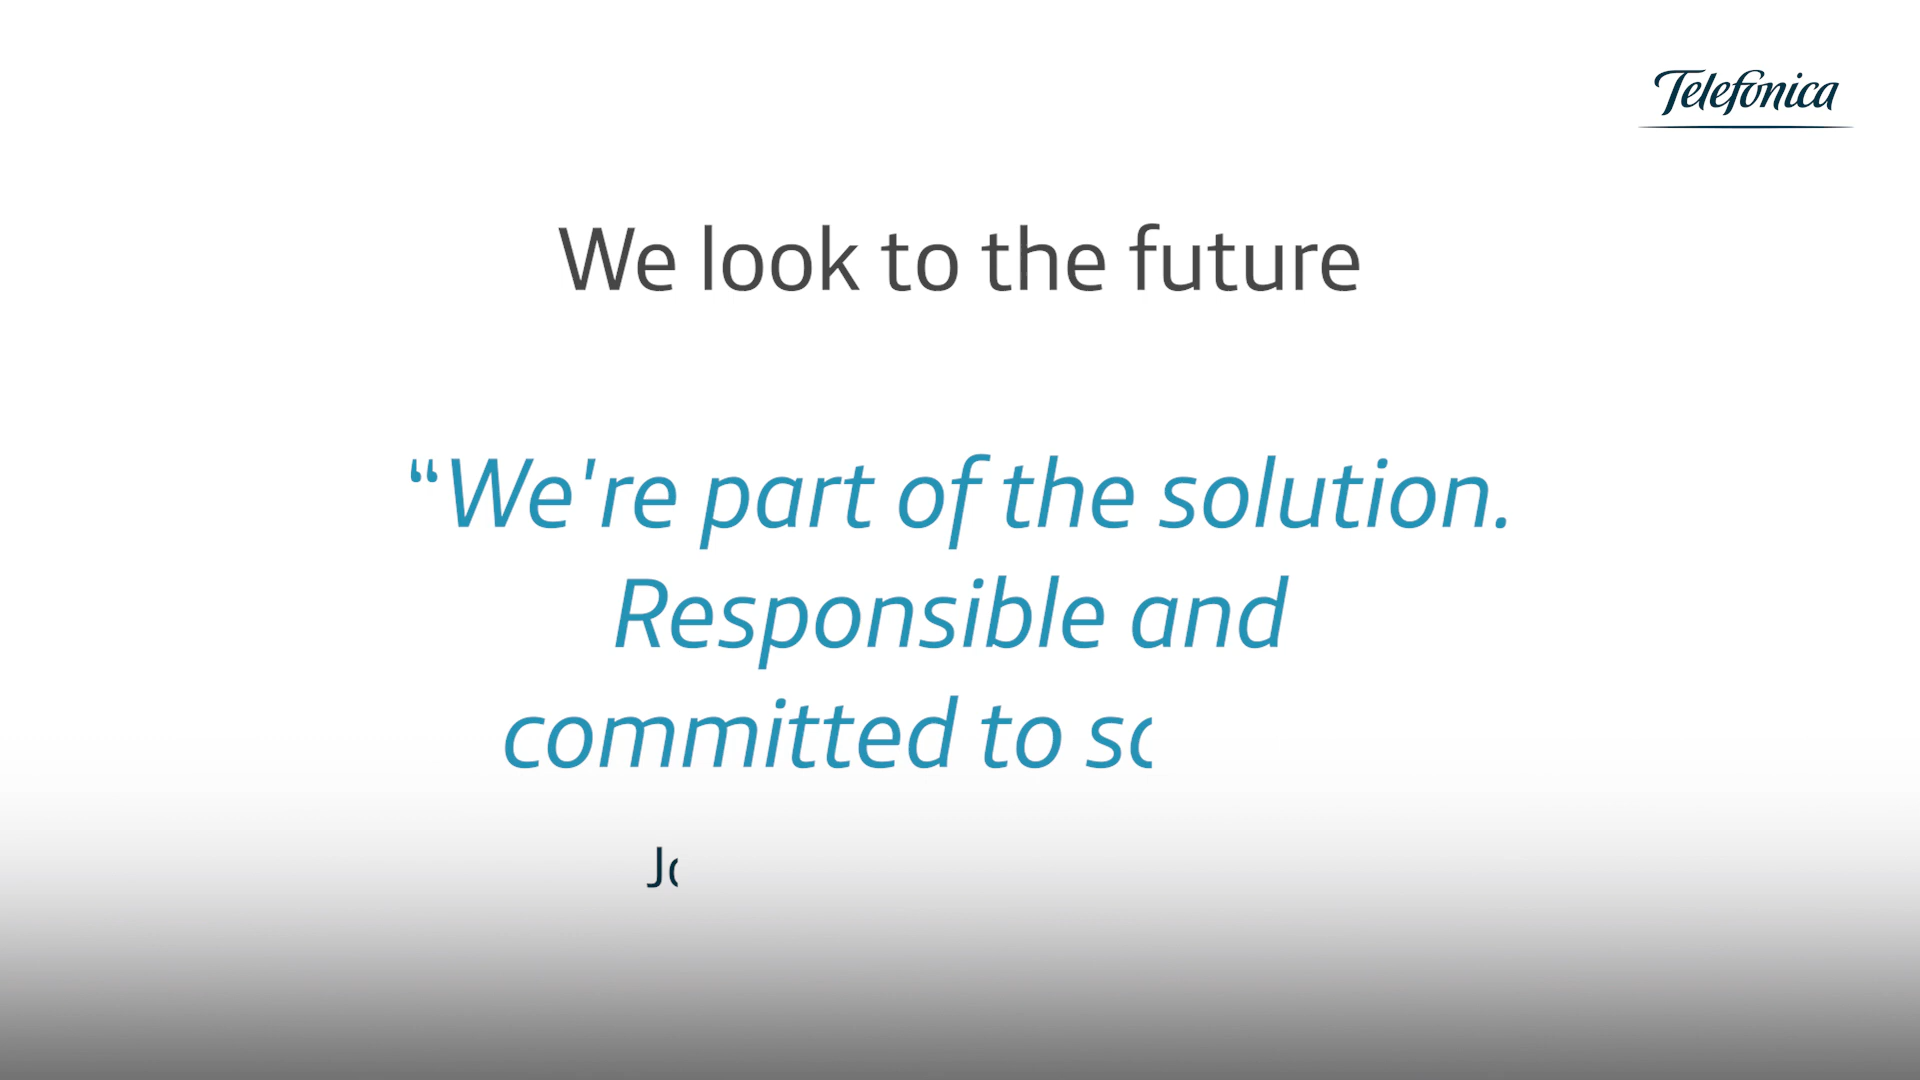 Telefónica
We look to the future
“We're part of the solution.
Responsible and
committed to